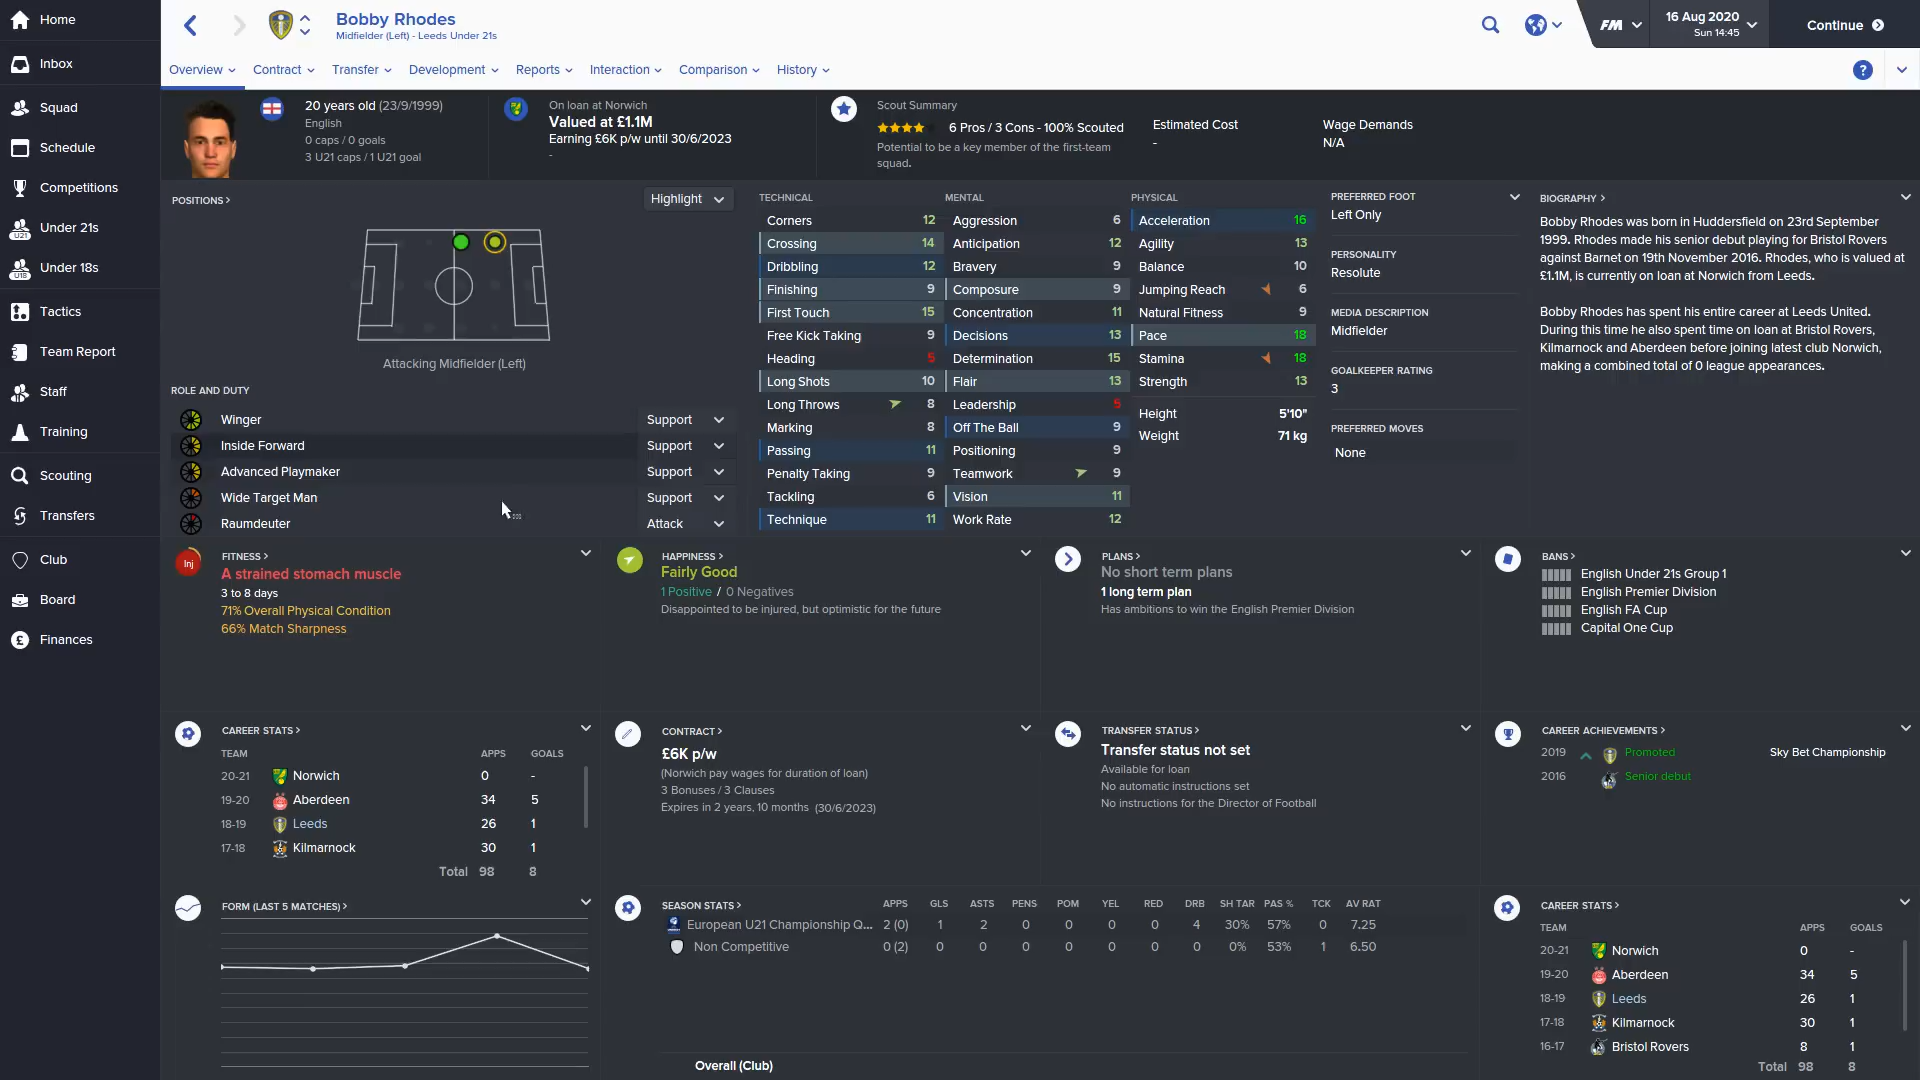 Home
Inbox
Squad
Schedule
Competitions
Under 21s
U21
Under 18s
U18
Tactics
Team Report
Staff
Training
Scouting
Transfers
Club
Board
Finances
Bobby Rhodes
Midfielder (Left) - Leeds Under 21s
FM
16 Aug 2020
Sun 14:45
Continue
Overview Contract Transfer Development Reports Interaction Comparison History
?
20 years old (23/9/1999)
English
0 caps / 0 goals
3 U21 caps / 1 U21 goal
On loan at Norwich
Valued at £1.1M
Earning £6K p/w until 30/6/2023
-
Scout Summary
6 Pros / 3 Cons - 100% Scouted
Potential to be a key member of the first-team
squad.
Estimated Cost
-
Wage Demands
N/A
POSITIONS >
Highlight
Attacking Midfielder (Left)
ROLE AND DUTY
Winger Support
Inside Forward Support
Advanced Playmaker Support
Wide Target Man Support
Raumdeuter Attack
TECHNICAL
Corners 12
Crossing 14
Dribbling 12
Finishing 9
First Touch 15
Free Kick Taking 9
Heading 5
Long Shots 10
Long Throws 8
Marking 8
Passing 11
Penalty Taking 9
Tackling 6
Technique 11
MENTAL
Aggression 6
Anticipation 12
Bravery 9
Composure 9
Concentration 11
Decisions 13
Determination 15
Flair 13
Leadership 5
Off The Ball 9
Positioning 9
Teamwork 9
Vision 11
Work Rate 12
PHYSICAL
Acceleration 16
Agility 13
Balance 10
Jumping Reach 6
Natural Fitness 9
Pace 18
Stamina 18
Strength 13
Height 5'10"
Weight 71 kg
PREFERRED FOOT
Left Only
PERSONALITY
Resolute
MEDIA DESCRIPTION
Midfielder
GOALKEEPER RATING
3
PREFERRED MOVES
None
BIOGRAPHY >
Bobby Rhodes was born in Huddersfield on 23rd September
1999. Rhodes made his senior debut playing for Bristol Rovers
against Barnet on 19th November 2016. Rhodes, who is valued at
£1.1M, is currently on loan at Norwich from Leeds.
Bobby Rhodes has spent his entire career at Leeds United.
During this time he also spent time on loan at Bristol Rovers,
Kilmarnock and Aberdeen before joining latest club Norwich,
making a combined total of 0 league appearances.
Inj
FITNESS >
A strained stomach muscle
3 to 8 days
71% Overall Physical Condition
66% Match Sharpness
HAPPINESS >
Fairly Good
1 Positive / 0 Negatives
Disappointed to be injured, but optimistic for the future
PLANS >
No short term plans
1 long term plan
Has ambitions to win the English Premier Division
BANS >
English Under 21s Group 1
English Premier Division
English FA Cup
Capital One Cup
CAREER STATS >
TEAM APPS GOALS
20-21 Norwich 0 -
19-20 Aberdeen 34 5
18-19 Leeds 26 1
17-18 Kilmarnock 30 1
Total 98 8
CONTRACT >
£6K p/w
(Norwich pay wages for duration of loan)
3 Bonuses / 3 Clauses
Expires in 2 years, 10 months (30/6/2023)
TRANSFER STATUS >
Transfer status not set
Available for loan
No automatic instructions set
No instructions for the Director of Football
CAREER ACHIEVEMENTS >
2019 Promoted Sky Bet Championship
2016 Senior debut
FORM (LAST 5 MATCHES) >
SEASON STATS > APPS GLS ASTS PENS POM YEL RED DRB SH TAR PAS % TCK AV RAT
European U21 Championship Q... 2 (0) 1 2 0 0 0 0 4 30% 57% 0 7.25
Non Competitive 0 (2) 0 0 0 0 0 0 0 0% 53% 1 6.50
Overall (Club)
CAREER STATS >
TEAM APPS GOALS
20-21 Norwich 0 -
19-20 Aberdeen 34 5
18-19 Leeds 26 1
17-18 Kilmarnock 30 1
16-17 Bristol Rovers 8 1
Total 98 8